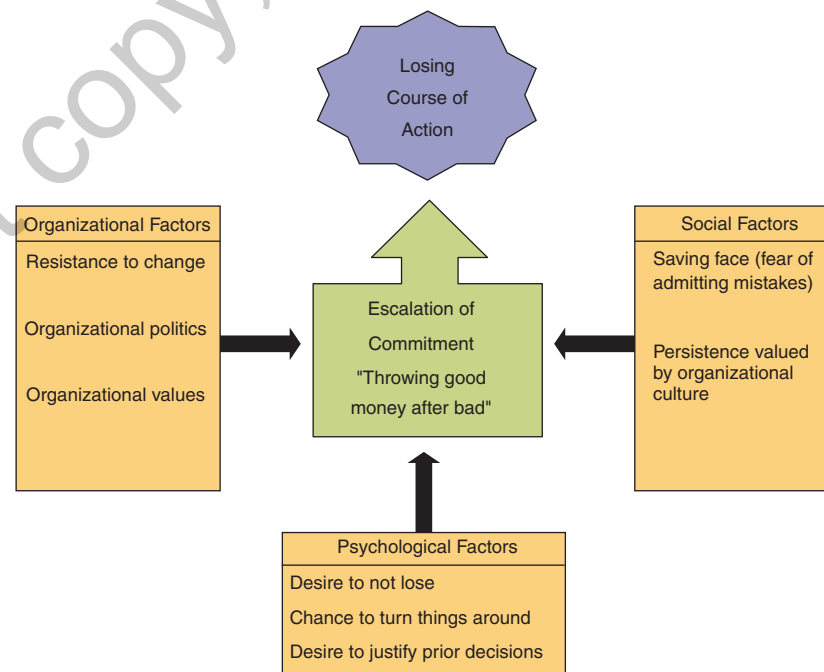 t copy,
Losing
Course of
Action
Organizational Factors
Resistance to change
Organizational politics
Organizational values
Escalation of
Commitment
"Throwing good
money after bad"
Social Factors
Saving face (fear of
admitting mistakes)
Persistence valued
by organizational
culture
Psychological Factors
Desire to not lose
Chance to turn things around
Desire to justify prior decisions